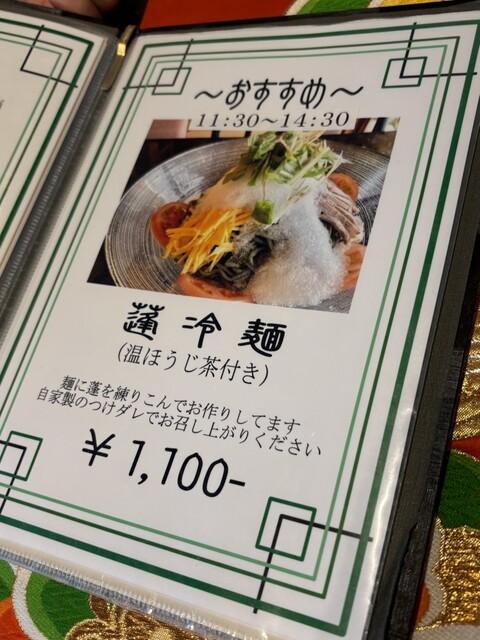 ～おすすめ～
11:30～14:30
蓬冷麺
(温ほうじ茶付き)
麺に蓬を練りこんでお作りしてます
自家製のつけダレでお召し上がりください
￥1,100-